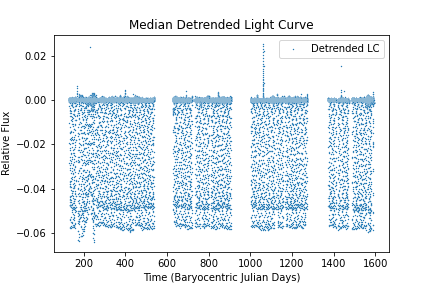 Median Detrended Light Curve
Detrended LC
Relative Flux
0.02
0.00
−0.02
−0.04
−0.06
200 400 600 800 1000 1200 1400 1600
Time (Baryocentric Julian Days)